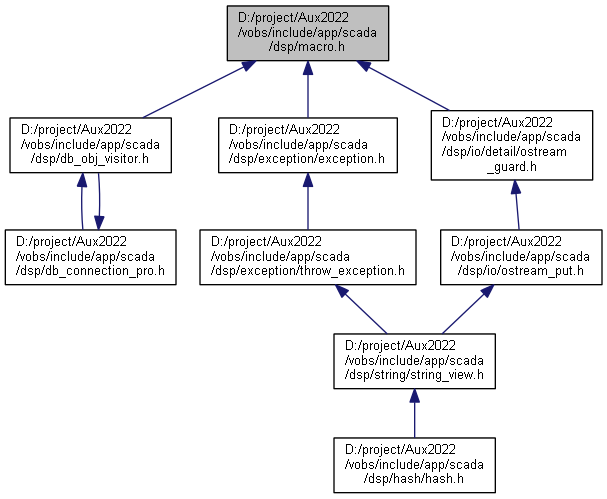 D:/project/Aux2022
/vobs/include/app/scada
/dsp/macro.h
D:/project/Aux2022
/vobs/include/app/scada
/dsp/db_obj_visitor.h
D:/project/Aux2022
/vobs/include/app/scada
/dsp/exception/exception.h
D:/project/Aux2022
/vobs/include/app/scada
/dsp/io/detail/ostream
_guard.h
D:/project/Aux2022
/vobs/include/app/scada
/dsp/db_connection_pro.h
D:/project/Aux2022
/vobs/include/app/scada
/dsp/exception/throw_exception.h
D:/project/Aux2022
/vobs/include/app/scada
/dsp/io/ostream_put.h
D:/project/Aux2022
/vobs/include/app/scada
/dsp/string/string_view.h
D:/project/Aux2022
/vobs/include/app/scada
/dsp/hash/hash.h